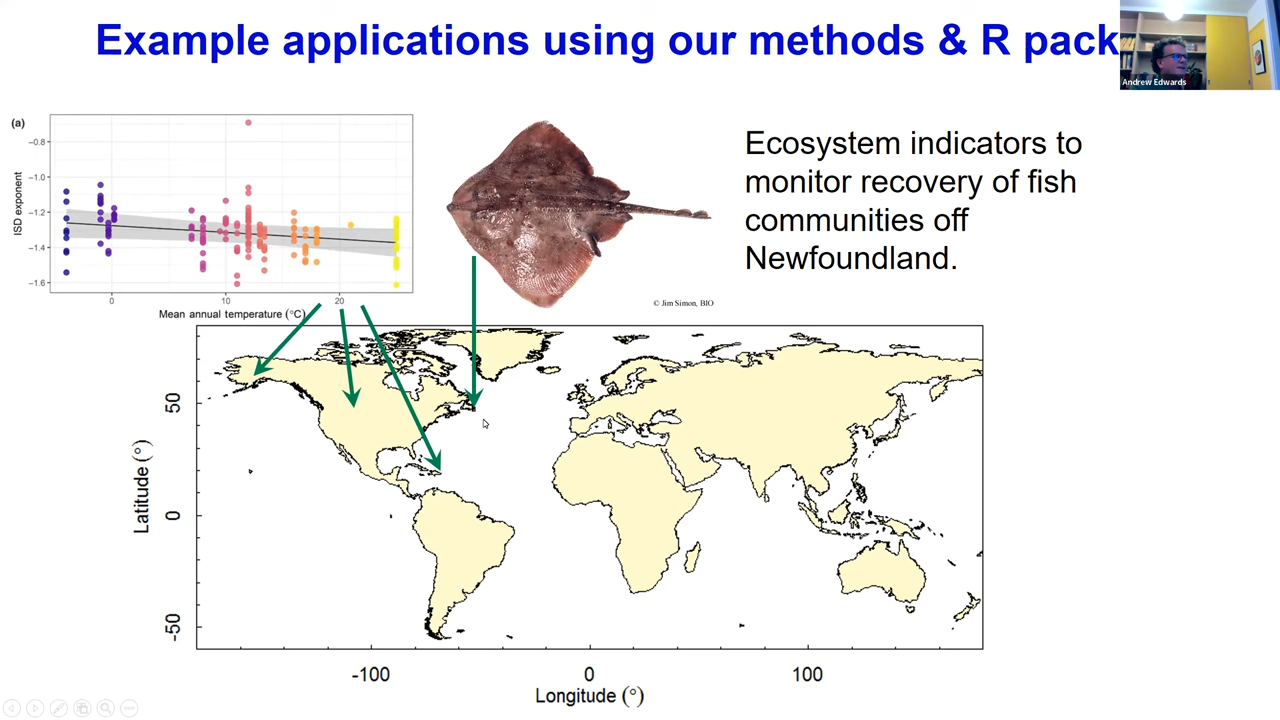 Example applications using our methods & R pack
Andrew Edwards
(a)
−0.8
−1.0
−1.2
−1.4
−1.6
ISD exponent
0
10
20
Mean annual temperature (°C)
© Jim Simon, BIO
Ecosystem indicators to
monitor recovery of fish
communities off
Newfoundland.
50
0
-50
Latitude (°)
-100
0
100
Longitude (°)